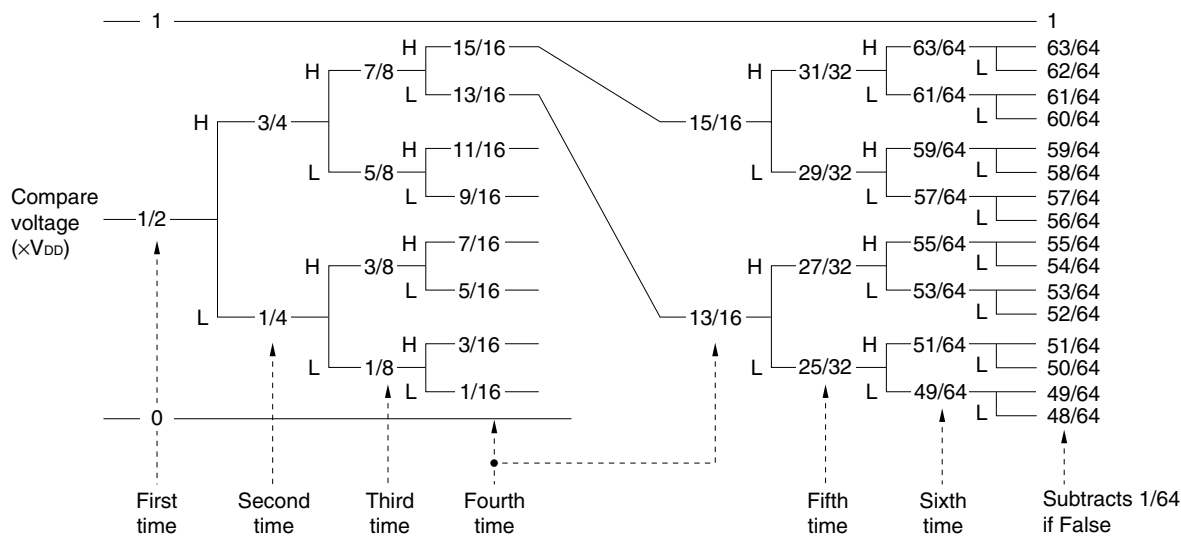 1 1
H 15/16 H 63/64 63/64
H 7/8 H 31/32 L 62/64
L 13/16 L 61/64 61/64
L 60/64
H 3/4 15/16
H 11/16 H 59/64 59/64
L 5/8 L 29/32 L 58/64
L 9/16 L 57/64 57/64
L 56/64
Compare
voltage
(×VDD)
1/2
H 7/16 H 55/64 55/64
H 3/8 H 27/32 L 54/64
L 5/16 L 53/64 53/64
L 52/64
L 1/4 13/16
H 3/16 H 51/64 51/64
L 1/8 L 25/32 L 50/64
L 1/16 L 49/64 49/64
L 48/64
0
First
time
Second
time
Third
time
Fourth
time
Fifth
time
Sixth
time
Subtracts 1/64
if False